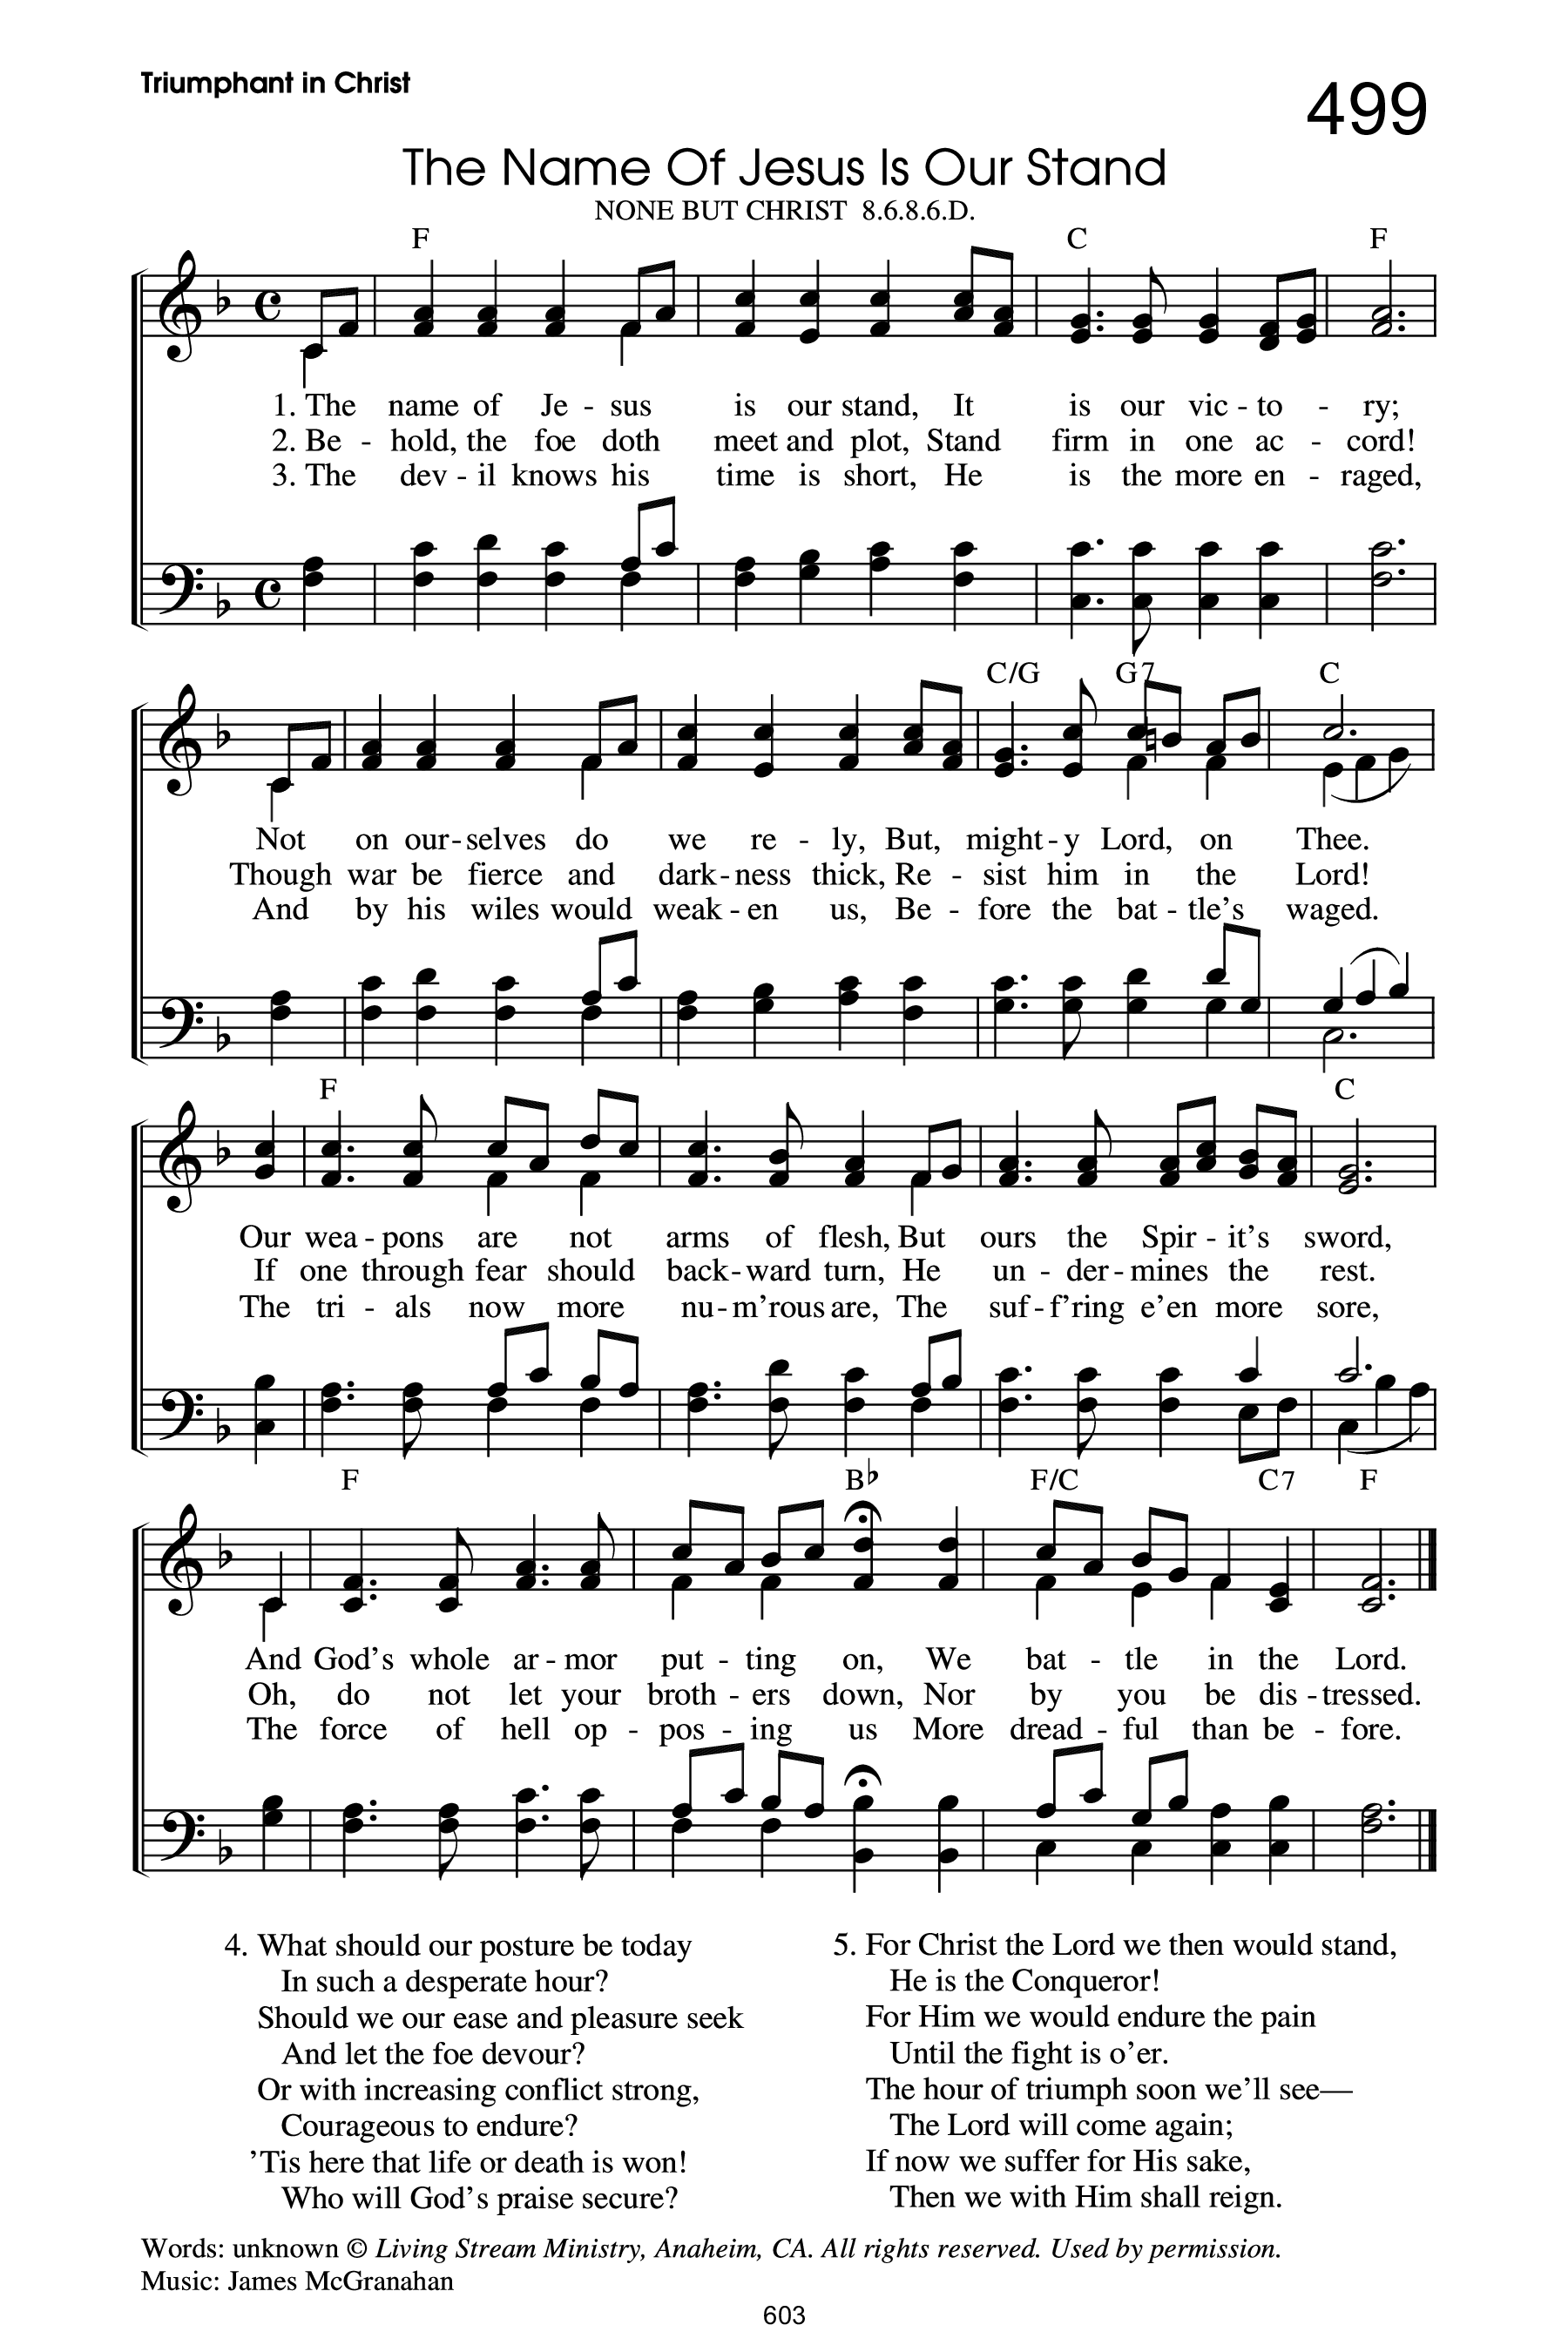 Triumphant in Christ
499
The Name Of Jesus Is Our Stand
NONE BUT CHRIST 8.6.8.6.D.
F C F
1. The name of Je - sus is our stand, It is our vic - to - ry;
2. Be - hold, the foe doth meet and plot, Stand firm in one ac - cord!
3. The dev - il knows his time is short, He is the more en - raged,
C/G G7 C
Not on our - selves do we re - ly, But, might - y Lord, on Thee.
Though war be fierce and dark - ness thick, Re - sist him in the Lord!
And by his wiles would weak - en us, Be - fore the bat - tle's waged.
F C
Our wea - pons are not arms of flesh, But ours the Spir - it's sword,
If one through fear should back - ward turn, He un - der - mines the rest.
The tri - als now more nu - m'rous are, The suf - f'ring e'en more sore,
F B♭ F/C C7 F
And God's whole ar - mor put - ting on, We bat - tle in the Lord.
Oh, do not let your broth - ers down, Nor by you be dis - tressed.
The force of hell op - pos - ing us More dread - ful than be - fore.
4. What should our posture be today
In such a desperate hour?
Should we our ease and pleasure seek
And let the foe devour?
Or with increasing conflict strong,
Courageous to endure?
'Tis here that life or death is won!
Who will God's praise secure?
5. For Christ the Lord we then would stand,
He is the Conqueror!
For Him we would endure the pain
Until the fight is o'er.
The hour of triumph soon we'll see—
The Lord will come again;
If now we suffer for His sake,
Then we with Him shall reign.
Words: unknown © Living Stream Ministry, Anaheim, CA. All rights reserved. Used by permission.
Music: James McGranahan
603